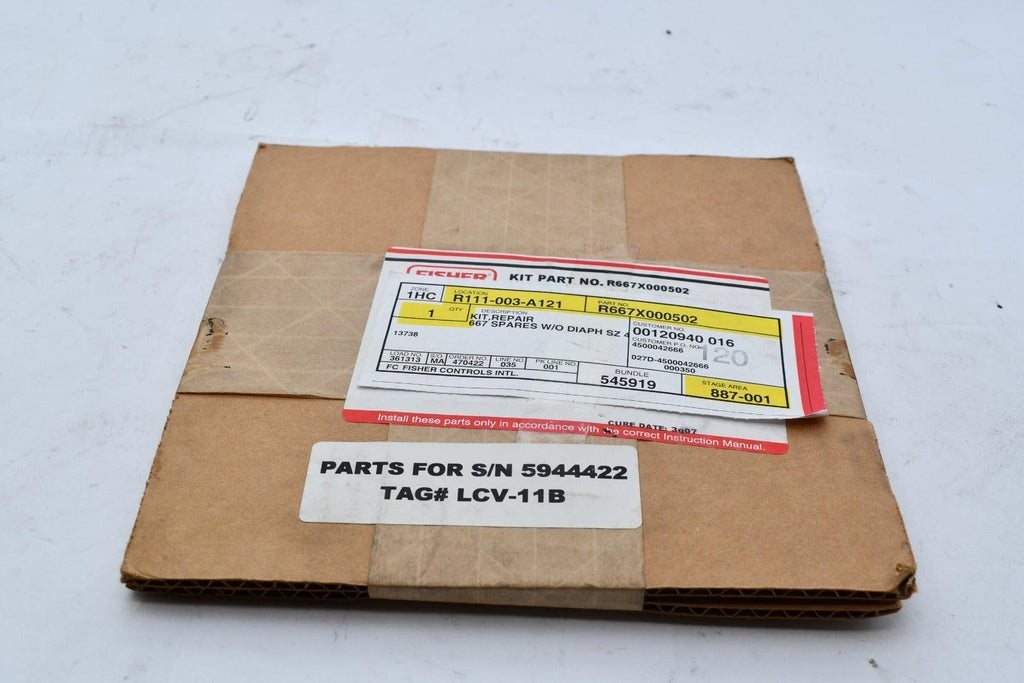 FISHER KIT PART NO. R667X000502
ZONE LOCATION PART NO.
1HC R111-003-A121 R667X000502
QTY DESCRIPTION CUSTOMER NO.
1 KIT,REPAIR 00120940 016
667 SPARES W/O DIAPH SZ 4 CUSTOMER P.O. NO.
13738 4500042666 120
027D-4500042666
000350
LOAD NO. S/O ORDER NO. LINE NO PK LINE NO BUNDLE STAGE AREA
361313 MA 470422 035 001 545919 887-001
FC FISHER CONTROLS INTL.
CURE DATE: 3q07
Install these parts only in accordance with the correct Instruction Manual.
PARTS FOR S/N 5944422
TAG# LCV-11B